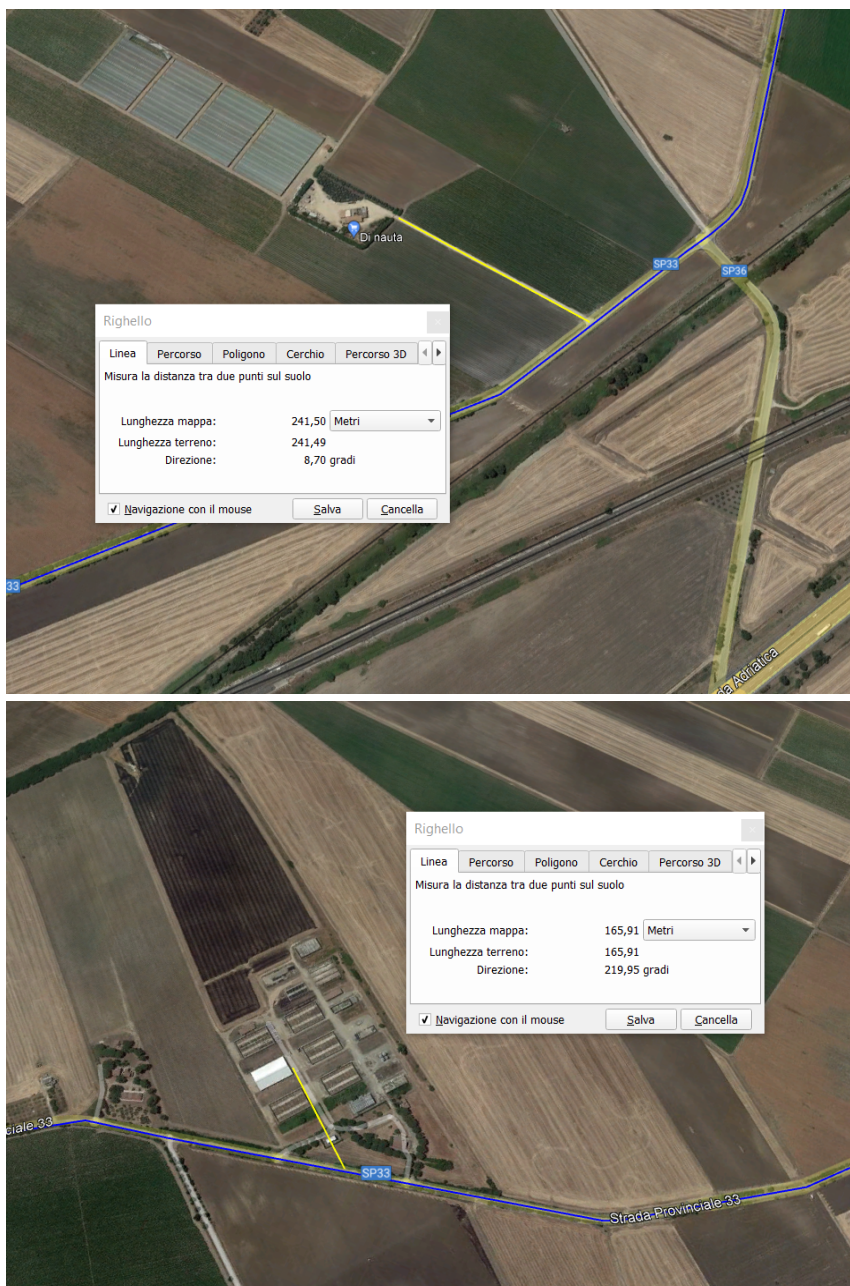 Di nauta
SP33
SP36
Righello
Linea Percorso Poligono Cerchio Percorso 3D
Misura la distanza tra due punti sul suolo
Lunghezza mappa: 241,50 Metri
Lunghezza terreno: 241,49
Direzione: 8,70 gradi
Navigazione con il mouse Salva Cancella
33
da Adriatica
Righello
Linea Percorso Poligono Cerchio Percorso 3D
Misura la distanza tra due punti sul suolo
Lunghezza mappa: 165,91 Metri
Lunghezza terreno: 165,91
Direzione: 219,95 gradi
Navigazione con il mouse Salva Cancella
ciale 33
SP33
Strada Provinciale 33